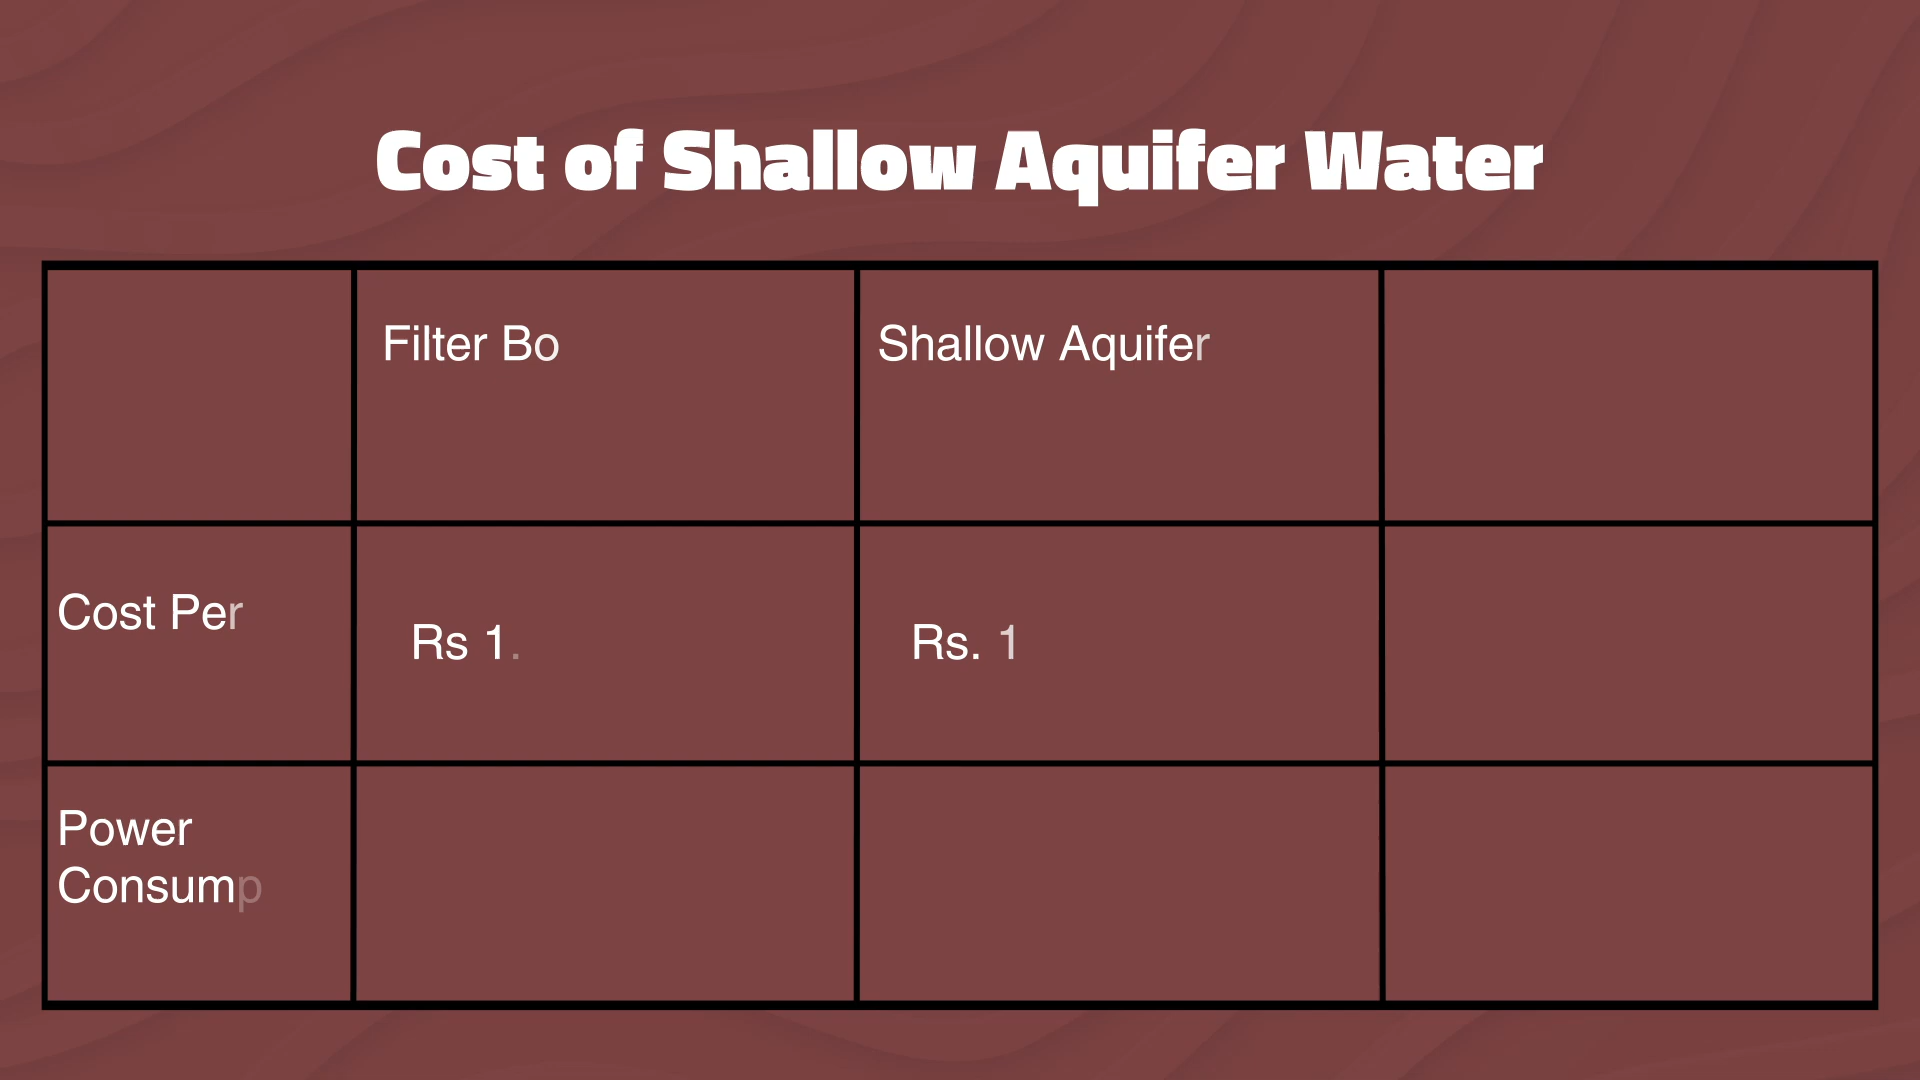 Cost of Shallow Aquifer Water
Filter Bo
Shallow Aquifer
Cost Per
Rs 1.
Rs. 1
Power
Consump